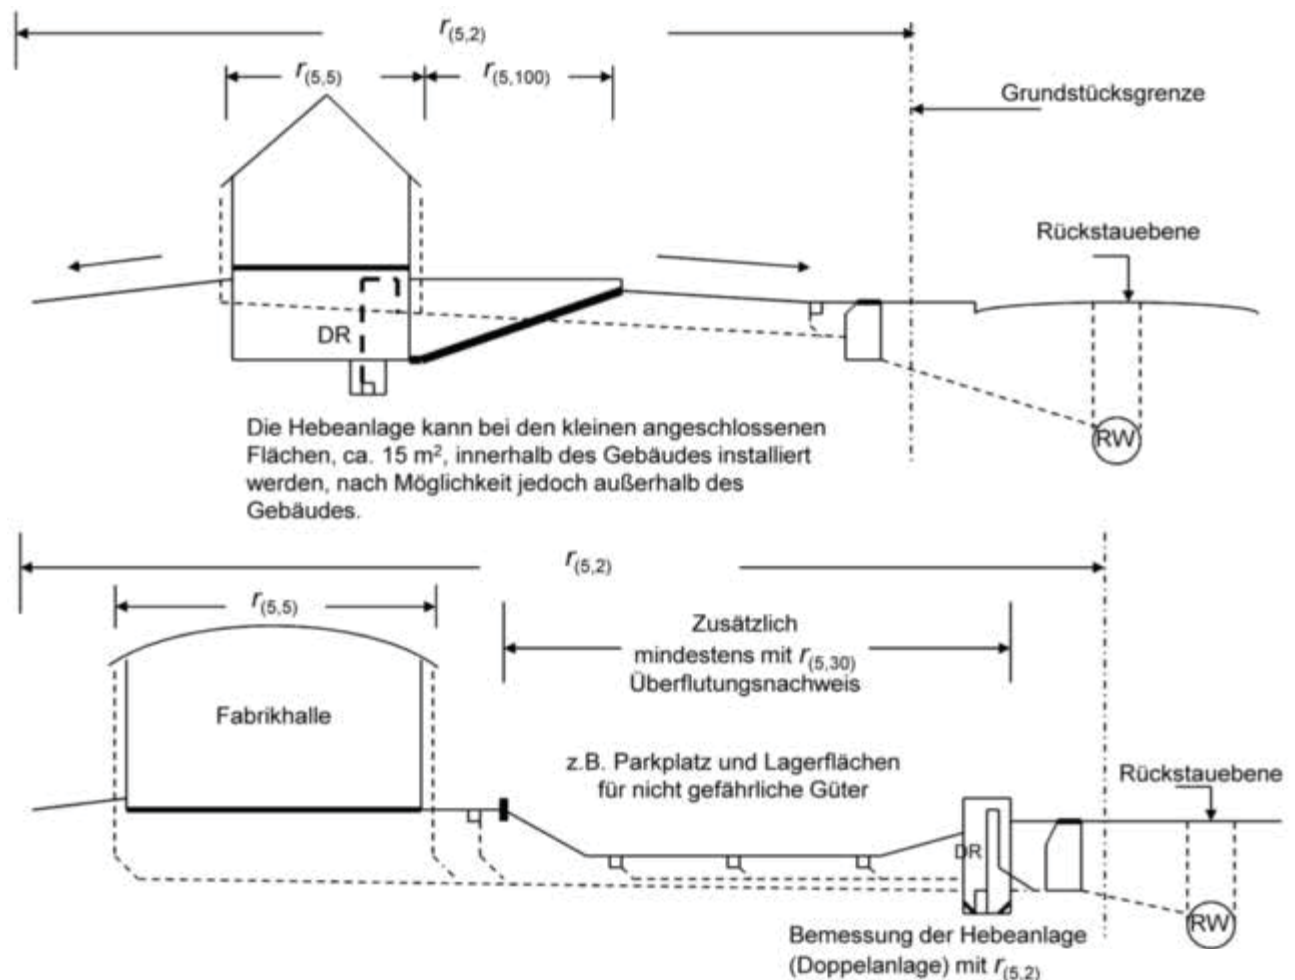 r(5,2)
r(5,5)
r(5,100)
Grundstücksgrenze
Rückstauebene
DR
RW
Die Hebeanlage kann bei den kleinen angeschlossenen
Flächen, ca. 15 m², innerhalb des Gebäudes installiert
werden, nach Möglichkeit jedoch außerhalb des
Gebäudes.
r(5,2)
r(5,5)
Zusätzlich
mindestens mit r(5,30)
Überflutungsnachweis
Fabrikhalle
z.B. Parkplatz und Lagerflächen
für nicht gefährliche Güter
Rückstauebene
DR
RW
Bemessung der Hebeanlage
(Doppelanlage) mit r(5,2)